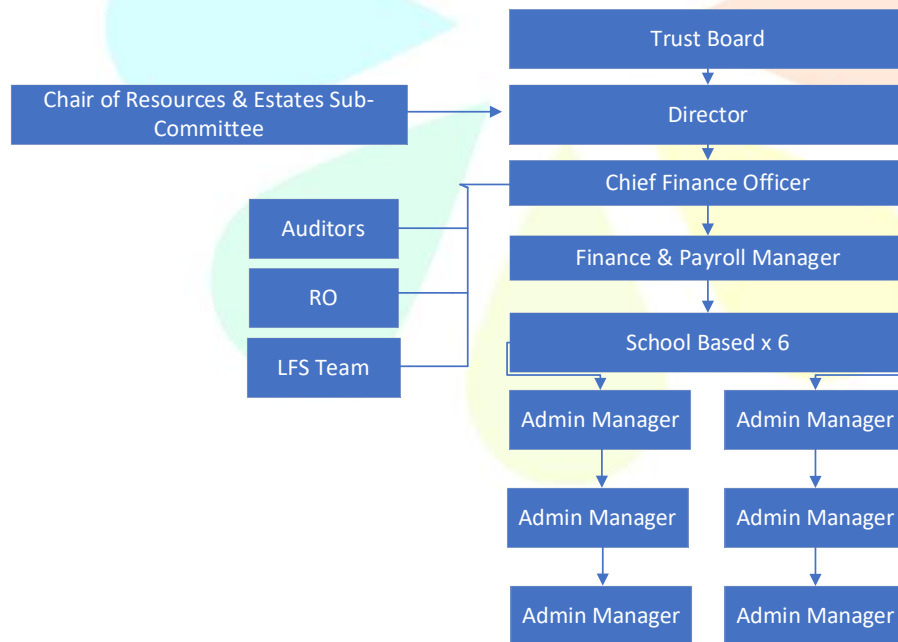 Trust Board
Chair of Resources & Estates Sub-
Committee
Director
Chief Finance Officer
Auditors
Finance & Payroll Manager
RO
School Based x 6
LFS Team
Admin Manager
Admin Manager
Admin Manager
Admin Manager
Admin Manager
Admin Manager